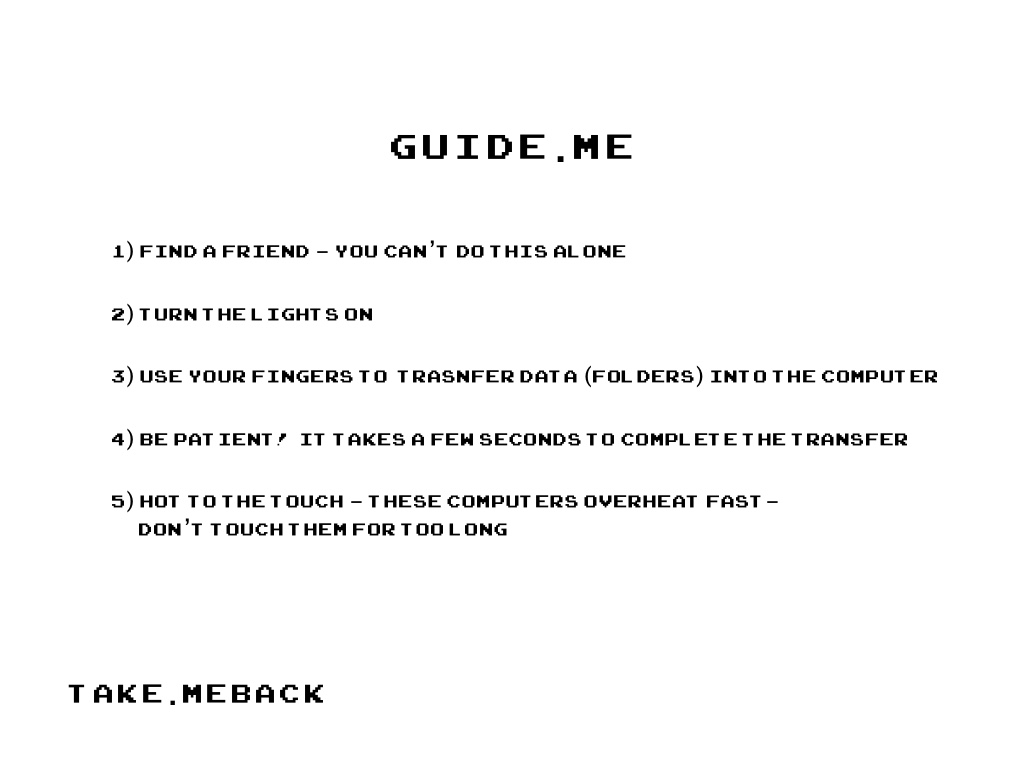 GUIDE.ME
1) FIND A FRIEND - YOU CAN'T DO THIS ALONE
2) TURN THE LIGHTS ON
3) USE YOUR FINGERS TO TRASNFER DATA (FOLDERS) INTO THE COMPUTER
4) BE PATIENT! IT TAKES A FEW SECONDS TO COMPLETE THE TRANSFER
5) HOT TO THE TOUCH - THESE COMPUTERS OVERHEAT FAST -
DON'T TOUCH THEM FOR TOO LONG
TAKE.MEBACK